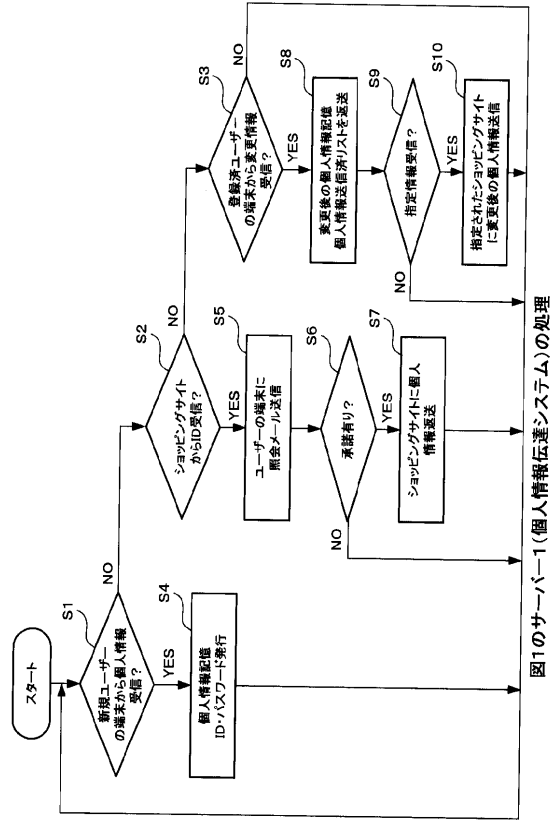 スタート
S1
新規ユーザー
の端末から個人情報
受信？
NO
YES
S4
個人情報記憶
ID・パスワード発行
S2
ショッピングサイト
からID受信？
NO
YES
S5
ユーザーの端末に
照会メール送信
S6
承諾有り？
NO
YES
S7
ショッピングサイトに個人
情報返送
S3
登録済ユーザー
の端末から変更情報
受信？
NO
YES
S8
変更後の個人情報記憶
個人情報送信済リストを返送
S9
指定情報受信？
NO
YES
S10
指定されたショッピングサイト
に変更後の個人情報送信
図1のサーバー1(個人情報伝達システム)の処理